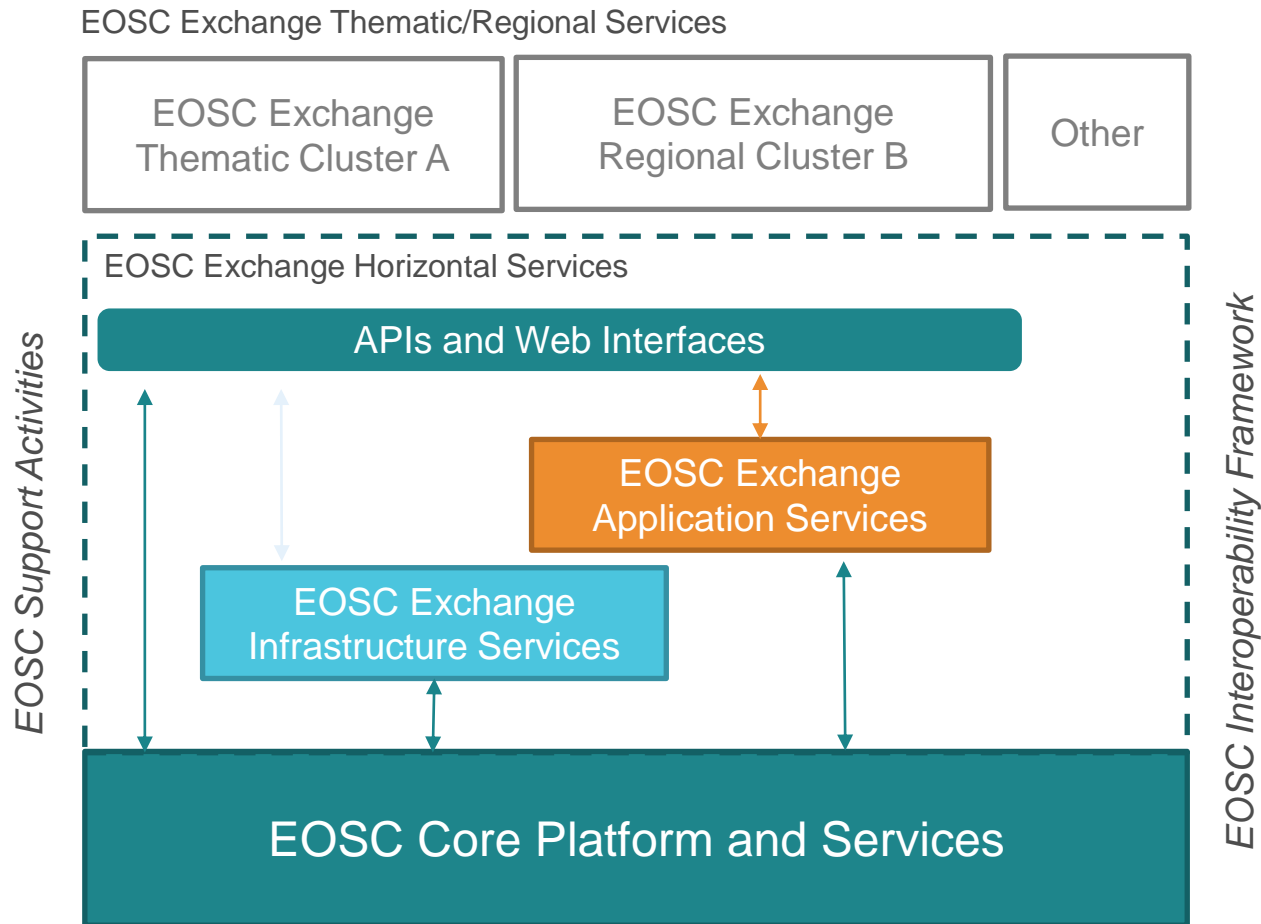 EOSC Exchange Thematic/Regional Services
EOSC Exchange
Thematic Cluster A
EOSC Exchange
Regional Cluster B
Other
EOSC Exchange Horizontal Services
APIs and Web Interfaces
EOSC Exchange
Application Services
EOSC Exchange
Infrastructure Services
EOSC Core Platform and Services
EOSC Support Activities
EOSC Interoperability Framework